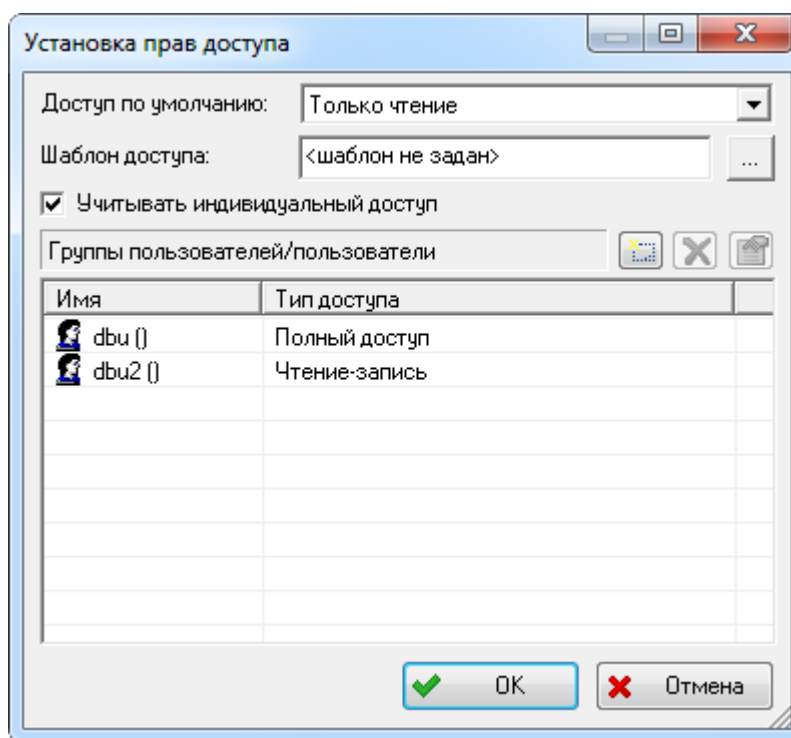 Установка прав доступа
Доступ по умолчанию: Только чтение
Шаблон доступа: <шаблон не задан> ...
Учитывать индивидуальный доступ
Группы пользователей/пользователи
Имя Тип доступа
dbu () Полный доступ
dbu2 () Чтение-запись
OK Отмена